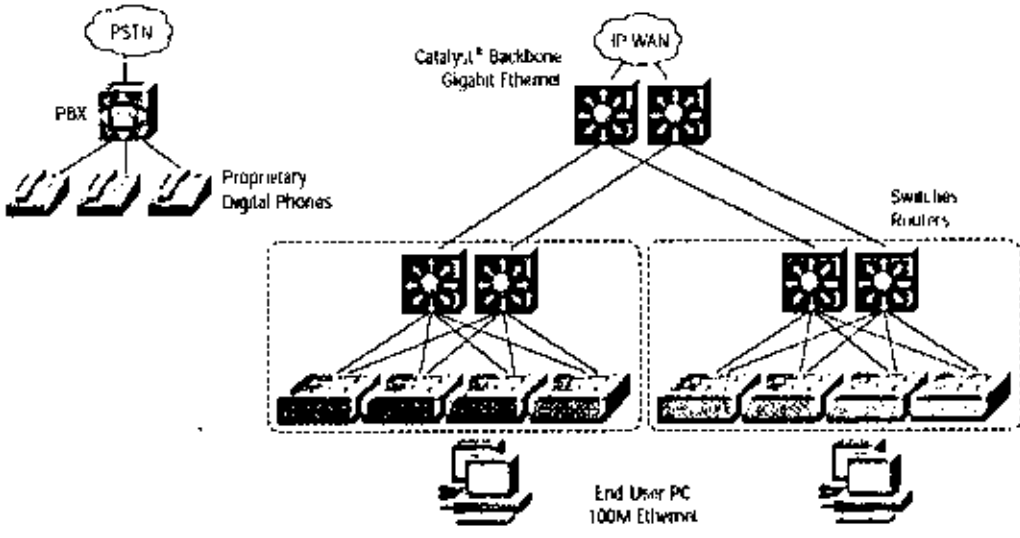 PSTN
PBX
Proprietary
Digital Phones
IP WAN
Catalyst® Backbone
Gigabit Ethernet
Switches
Routers
End User PC
100M Ethernet